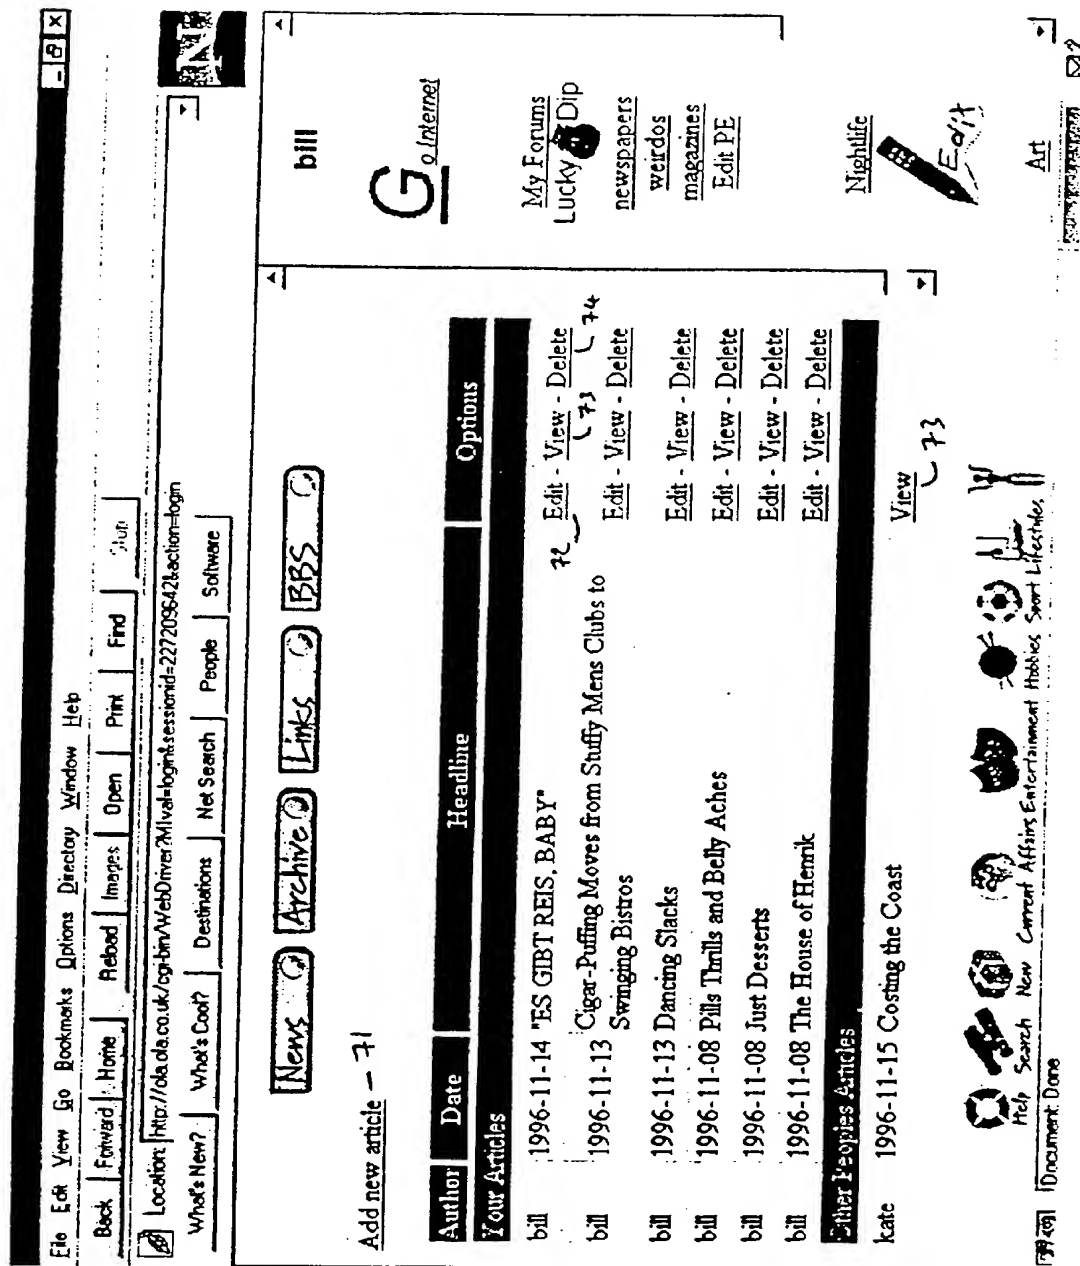 File Edit View Go Bookmarks Options Directory Window Help
Back Forward Home Reload Images Open Print Find Stop
Location: http://ola.ola.co.uk/cgi-bin/WebDriver?MIval=login&sessionid=227209642&action=login
What's New? What's Cool? Destinations Net Search People Software
News Archive Links BBS
Add new article - 71
Author Date Headline Options
Your Articles
bill 1996-11-14 "ES GIBT REIS, BABY" Edit - View - Delete
72 73 74
bill 1996-11-13 Cigar-Puffing Moves from Stuffy Mens Clubs to Swinging Bistros Edit - View - Delete
bill 1996-11-13 Dancing Slacks Edit - View - Delete
bill 1996-11-08 Pills Thrills and Belly Aches Edit - View - Delete
bill 1996-11-08 Just Desserts Edit - View - Delete
bill 1996-11-08 The House of Henrik Edit - View - Delete
Other Peoples Articles
kate 1996-11-15 Costing the Coast View
73
bill
Go Internet
My Forums
Lucky Dip
newspapers
weirdos
magazines
Edit PE
Nightlife
Edit
Art
Help Search New Current Affairs Entertainment Hobbies Sport Lifestyles
Document: Done